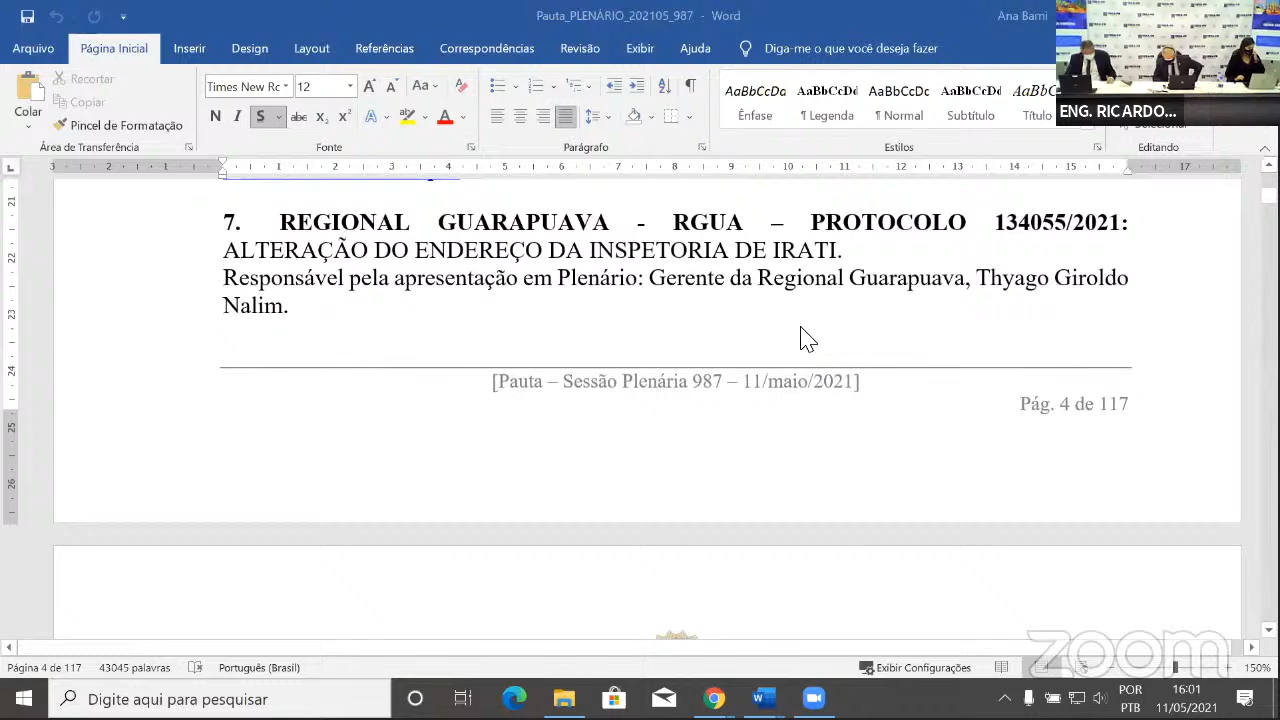 Pauta_PLENÁRIO_202105_987 - Word
Ana Barni
Arquivo
Página Inicial
Inserir
Design
Layout
Referências
Correspondências
Revisão
Exibir
Ajuda
Diga-me o que você deseja fazer
Colar
Recortar
Copiar
Pincel de Formatação
Área de Transferência
Times New Rc
12
N I S abc X₂ X²
Fonte
Parágrafo
AaBbCcDd
Ênfase
AaBbCcDd
¶ Legenda
AaBbCcDc
¶ Normal
AaBbCcDd
Subtítulo
Título
Estilos
Editando
ENG. RICARDO...
7. REGIONAL GUARAPUAVA - RGUA – PROTOCOLO 134055/2021:
ALTERAÇÃO DO ENDEREÇO DA INSPETORIA DE IRATI.
Responsável pela apresentação em Plenário: Gerente da Regional Guarapuava, Thyago Giroldo
Nalim.
[Pauta – Sessão Plenária 987 – 11/maio/2021]
Pág. 4 de 117
zoom
Página 4 de 117
43045 palavras
Português (Brasil)
Exibir Configurações
150%
Digite aqui para pesquisar
POR
PTB
16:01
11/05/2021